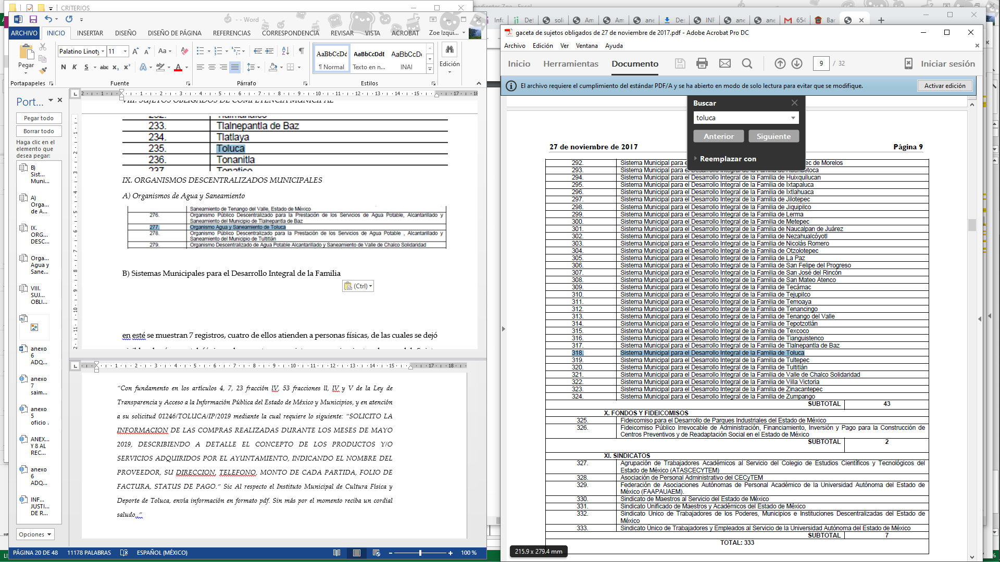 CRITERIOS
- - Word
ARCHIVO INICIO INSERTAR DISEÑO DISEÑO DE PÁGINA REFERENCIAS CORRESPONDENCIA REVISAR VISTA ACROBAT Zoe Izqui...
Palatino Linoty 11
Pegar
N K S abc
AaBbCcDd AaBbCcDdE AaBbCcDd
¶ Normal Texto en n... INAI
Edición
Portapapeles Fuente Párrafo Estilos
Port...
Pegar todo
Borrar todo
Haga clic en el
elemento que
desea pegar:
B)
Sist...
Muni...
A)
Orga...
de A...
IX.
ORG...
DESC...
Orga...
Agua y
Sane...
VIII.
SUJ...
OBLI...
anexo
6
ADQ...
anexo
7
saim...
anexo
5
oficio .
ANEX...
Y 8 AL
REC...
anexo
6
ADQ...
INF...
JUSTI...
DE R...
Opciones
VIII. SUJETOS OBLIGADOS DE COMPETENCIA MUNICIPAL
233. Tlalnepantla de Baz
234. Tlatlaya
235. Toluca
236. Tonanitla
237. Tonatico
IX. ORGANISMOS DESCENTRALIZADOS MUNICIPALES
A) Organismos de Agua y Saneamiento
Saneamiento de Tenango del Valle, Estado de México
276. Organismo Público Descentralizado para la Prestación de los Servicios de Agua Potable, Alcantarillado y
Saneamiento del Municipio de Tlalnepantla de Baz
277. Organismo Agua y Saneamiento de Toluca
278. Organismo Público Descentralizado para la Prestación de los Servicios de Agua Potable , Alcantarillado y
Saneamiento del Municipio de Tultitlán
279. Organismo Descentralizado de Agua Potable Alcantarillado y Saneamiento de Valle de Chalco Solidaridad
B) Sistemas Municipales para el Desarrollo Integral de la Familia
(Ctrl)
en esté se muestran 7 registros, cuatro de ellos atienden a personas físicas, de las cuales se dejó
“Con fundamento en los artículos 4, 7, 23 fracción lV, 53 fracciones ll, lV y V de la Ley de
Transparencia y Acceso a la Información Pública del Estado de México y Municipios, y en atención
a su solicitud 01246/TOLUCA/IP/2019 mediante la cual requiere lo siguiente: “SOLICITO LA
INFORMACION DE LAS COMPRAS REALIZADAS DURANTE LOS MESES DE MAYO
2019, DESCRIBIENDO A DETALLE EL CONCEPTO DE LOS PRODUCTOS Y/O
SERVICIOS ADQUIRIDOS POR EL AYUNTAMIENTO, INDICANDO EL NOMBRE DEL
PROVEEDOR, SU DIRECCION, TELEFONO, MONTO DE CADA PARTIDA, FOLIO DE
FACTURA, STATUS DE PAGO.” Sic Al respecto el Instituto Municipal de Cultura Física y
Deporte de Toluca, envía información en formato pdf. Sin más por el momento reciba un cordial
saludo..”
PÁGINA 20 DE 48 11178 PALABRAS ESPAÑOL (MÉXICO) 100 %
Info Det soli Am Am ane Des INF ane ane 654 Bar
gaceta de sujetos obligados de 27 de noviembre de 2017.pdf - Adobe Acrobat Pro DC
Archivo Edición Ver Ventana Ayuda
Inicio Herramientas Documento 9 / 32 Iniciar sesión
El archivo requiere el cumplimiento del estándar PDF/A y se ha abierto en modo de solo lectura para evitar que se modifique. Activar edición
Buscar
toluca
Anterior Siguiente
Reemplazar con
27 de noviembre de 2017 Página 9
292. Sistema Municipal para e ec de Morelos
293. Sistema Municipal para el Desarrollo Integral de la Familia de Huehuetoca
294. Sistema Municipal para el Desarrollo Integral de la Familia de Huixquilucan
295. Sistema Municipal para el Desarrollo Integral de la Familia de Ixtapaluca
296. Sistema Municipal para el Desarrollo Integral de la Familia de Ixtlahuaca
297. Sistema Municipal para el Desarrollo Integral de la Familia de Jilotepec
298. Sistema Municipal para el Desarrollo Integral de la Familia de Jiquipilco
299. Sistema Municipal para el Desarrollo Integral de la Familia de Lerma
300. Sistema Municipal para el Desarrollo Integral de la Familia de Metepec
301. Sistema Municipal para el Desarrollo Integral de la Familia de Naucalpan de Juárez
302. Sistema Municipal para el Desarrollo Integral de la Familia de Nezahualcóyotl
303. Sistema Municipal para el Desarrollo Integral de la Familia de Nicolás Romero
304. Sistema Municipal para el Desarrollo Integral de la Familia de Otzolotepec
305. Sistema Municipal para el Desarrollo Integral de la Familia de La Paz
306. Sistema Municipal para el Desarrollo Integral de la Familia de San Felipe del Progreso
307. Sistema Municipal para el Desarrollo Integral de la Familia de San José del Rincón
308. Sistema Municipal para el Desarrollo Integral de la Familia de San Mateo Atenco
309. Sistema Municipal para el Desarrollo Integral de la Familia de Tecámac
310. Sistema Municipal para el Desarrollo Integral de la Familia de Tejupilco
311. Sistema Municipal para el Desarrollo Integral de la Familia de Temoaya
312. Sistema Municipal para el Desarrollo Integral de la Familia de Tenancingo
313. Sistema Municipal para el Desarrollo Integral de la Familia de Tenango del Valle
314. Sistema Municipal para el Desarrollo Integral de la Familia de Tepotzotlán
315. Sistema Municipal para el Desarrollo Integral de la Familia de Texcoco
316. Sistema Municipal para el Desarrollo Integral de la Familia de Tianguistenco
317. Sistema Municipal para el Desarrollo Integral de la Familia de Tlalnepantla de Baz
318. Sistema Municipal para el Desarrollo Integral de la Familia de Toluca
319. Sistema Municipal para el Desarrollo Integral de la Familia de Tultepec
320. Sistema Municipal para el Desarrollo Integral de la Familia de Tultitlán
321. Sistema Municipal para el Desarrollo Integral de la Familia de Valle de Chalco Solidaridad
322. Sistema Municipal para el Desarrollo Integral de la Familia de Villa Victoria
323. Sistema Municipal para el Desarrollo Integral de la Familia de Zinacantepec
324. Sistema Municipal para el Desarrollo Integral de la Familia de Zumpango
SUBTOTAL 43
X. FONDOS Y FIDEICOMISOS
325. Fideicomiso para el Desarrollo de Parques Industriales del Estado de México
326. Fideicomiso Público Irrevocable de Administración, Financiamiento, Inversión y Pago para la Construcción de
Centros Preventivos y de Readaptación Social en el Estado de México
SUBTOTAL 2
XI. SINDICATOS
327. Agrupación de Trabajadores Académicos al Servicio del Colegio de Estudios Científicos y Tecnológicos del
Estado de México (ATASCECYTEM)
328. Asociación de Personal Administrativo del CECyTEM
329. Federación de Asociaciones Autónomas de Personal Académico de la Universidad Autónoma del Estado de
México (FAAPAUAEM).
330. Sindicato de Maestros al Servicio del Estado de México
331. Sindicato Unificado de Maestros y Académicos del Estado de México
332. Sindicato Único de Trabajadores de los Poderes, Municipios e Instituciones Descentralizadas del Estado de
México
333. Sindicato Único de Trabajadores y Empleados al Servicio de la Universidad Autónoma del Estado de México
SUBTOTAL 7
TOTAL: 333
215.9 x 279.4 mm